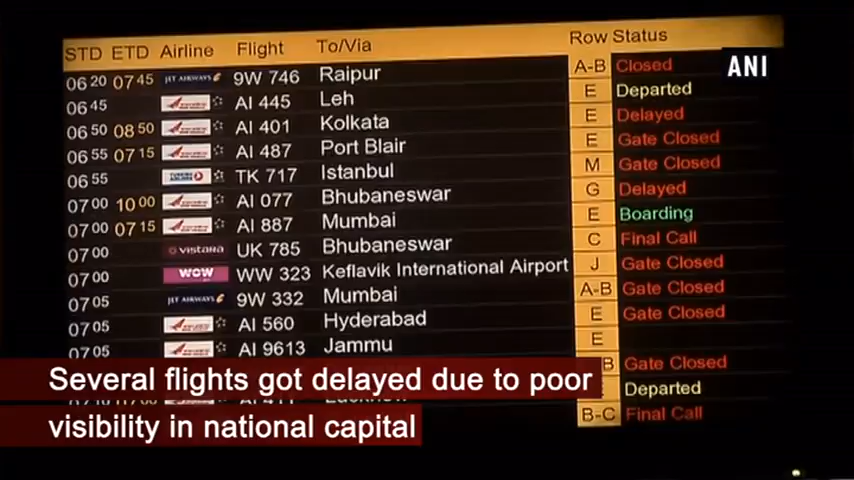 STD ETD Airline Flight To/Via Row Status
ANI
06 20 07 45 JET AIRWAYS 9W 746 Raipur A-B Closed
06 45 AI 445 Leh E Departed
06 50 08 50 AI 401 Kolkata E Delayed
06 55 07 15 AI 487 Port Blair E Gate Closed
06 55 TURKISH AIRLINES TK 717 Istanbul M Gate Closed
07 00 10 00 AI 077 Bhubaneswar G Delayed
07 00 07 15 AI 887 Mumbai E Boarding
07 00 vistara UK 785 Bhubaneswar C Final Call
07 00 WOW WW 323 Keflavik International Airport J Gate Closed
07 05 JET AIRWAYS 9W 332 Mumbai A-B Gate Closed
07 05 AI 560 Hyderabad E Gate Closed
07 05 AI 9613 Jammu E
B Gate Closed
Departed
B-C Final Call
Several flights got delayed due to poor
visibility in national capital